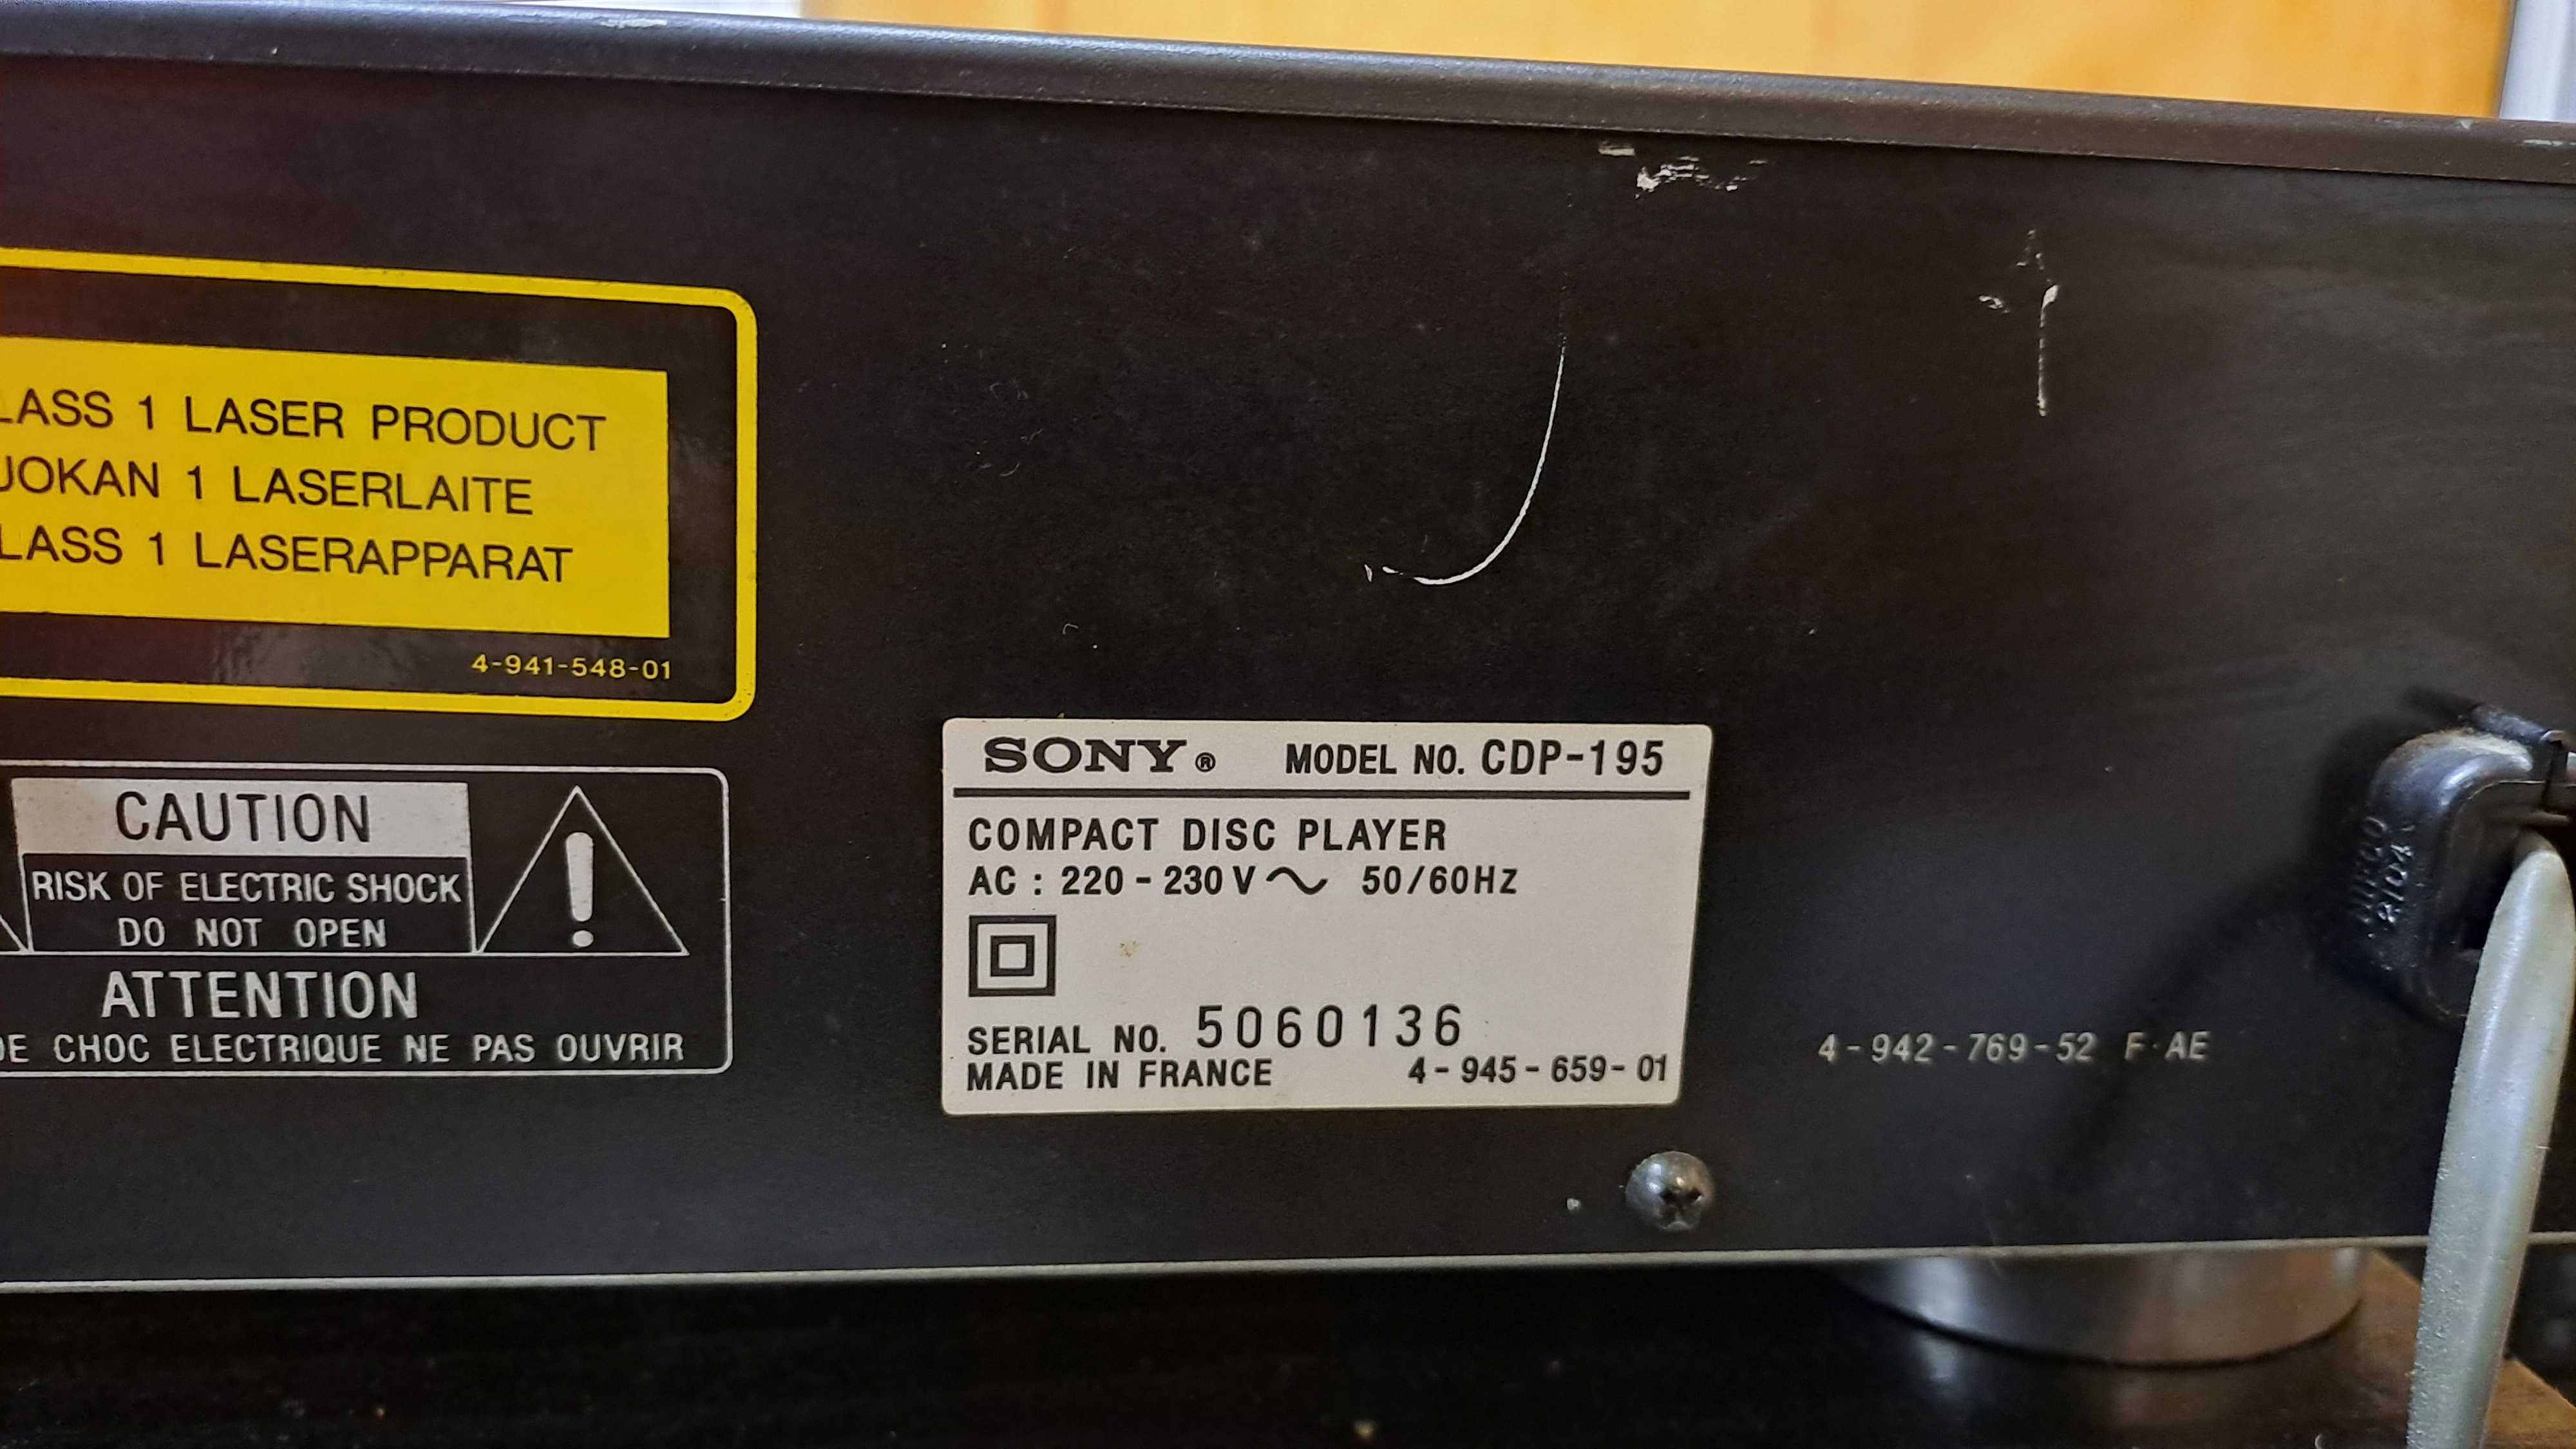 LASS 1 LASER PRODUCT
UOKAN 1 LASERLAITE
LASS 1 LASERAPPARAT
4-941-548-01
CAUTION
RISK OF ELECTRIC SHOCK
DO NOT OPEN
ATTENTION
DE CHOC ELECTRIQUE NE PAS OUVRIR
SONY® MODEL NO. CDP-195
COMPACT DISC PLAYER
AC : 220 - 230 V ~ 50/60Hz
SERIAL NO. 5060136
MADE IN FRANCE 4 - 945 - 659 - 01
4 - 942 - 769 - 52 F · AE